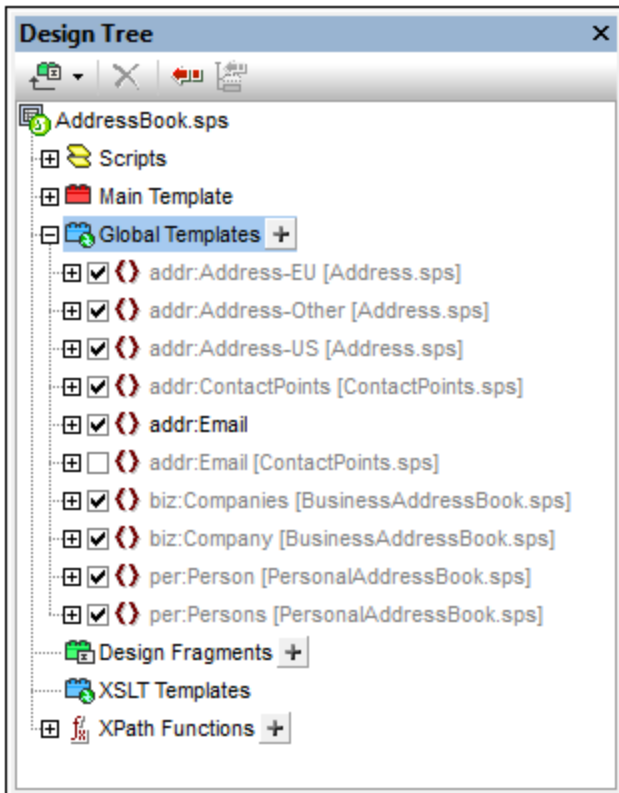 Design Tree
AddressBook.sps
Scripts
Main Template
Global Templates
addr:Address-EU [Address.sps]
addr:Address-Other [Address.sps]
addr:Address-US [Address.sps]
addr:ContactPoints [ContactPoints.sps]
addr:Email
addr:Email [ContactPoints.sps]
biz:Companies [BusinessAddressBook.sps]
biz:Company [BusinessAddressBook.sps]
per:Person [PersonalAddressBook.sps]
per:Persons [PersonalAddressBook.sps]
Design Fragments
XSLT Templates
XPath Functions